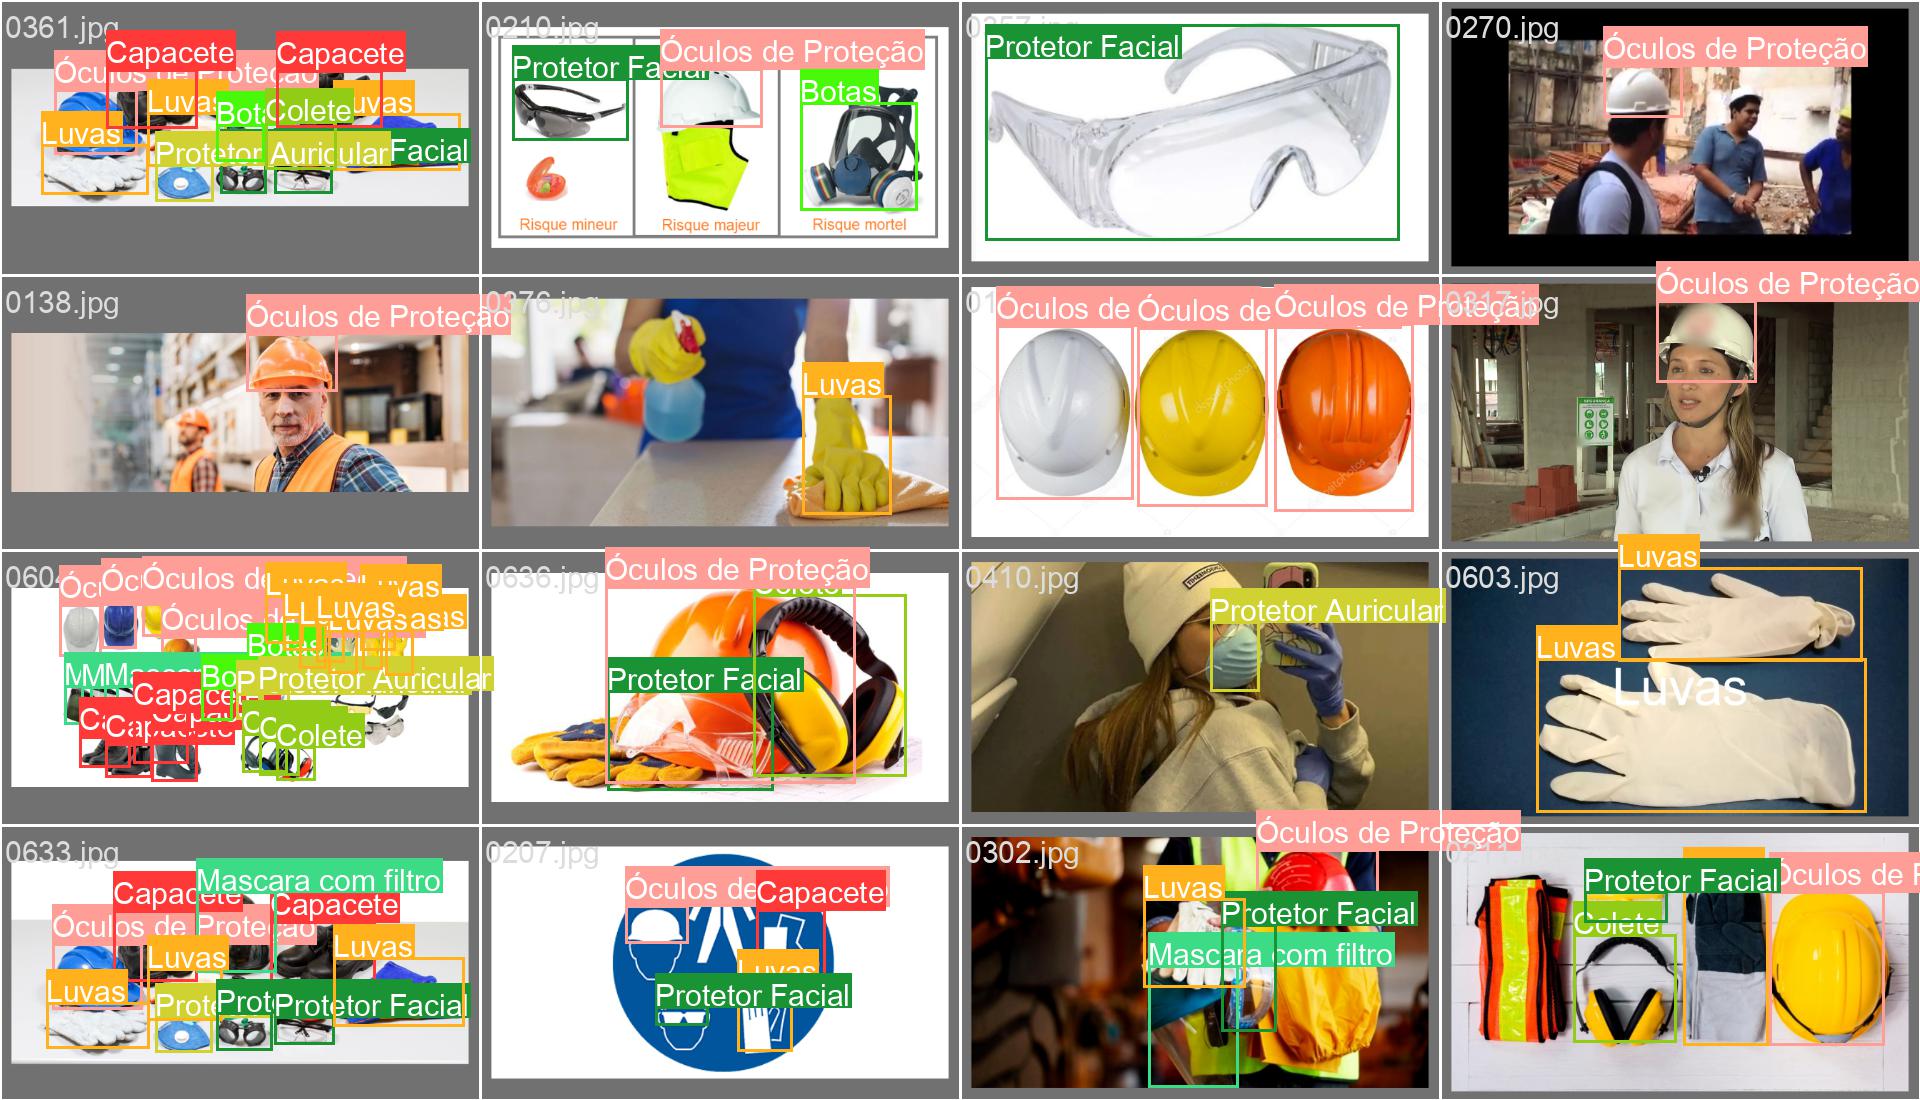 0361.jpg
Capacete
Capacete
Óculos de Proteção
Luvas
Luvas
Botas
Colete
Luvas
Protetor Auricular
Facial
0210.jpg
Protetor Facial
Óculos de Proteção
Botas
Risque mineur
Risque majeur
Risque mortel
0357.jpg
Protetor Facial
0270.jpg
Óculos de Proteção
0138.jpg
Óculos de Proteção
0376.jpg
Luvas
Óculos de
Óculos de
Óculos de Proteção
0317.jpg
Óculos de Proteção
SEGURANÇA
Óculos de
Óculos de
Luvas
Luvas
Luvas
Botas
Protetor Auricular
Capacete
Colete
0636.jpg
Óculos de Proteção
Colete
Protetor Facial
0410.jpg
Protetor Auricular
0603.jpg
Luvas
Luvas
Luvas
0633.jpg
Mascara com filtro
Capacete
Capacete
Óculos de Proteção
Luvas
Luvas
Luvas
Protetor Facial
0207.jpg
Óculos de
Capacete
Luvas
Protetor Facial
0302.jpg
Óculos de Proteção
Luvas
Protetor Facial
Mascara com filtro
Protetor Facial
Óculos de P
Colete